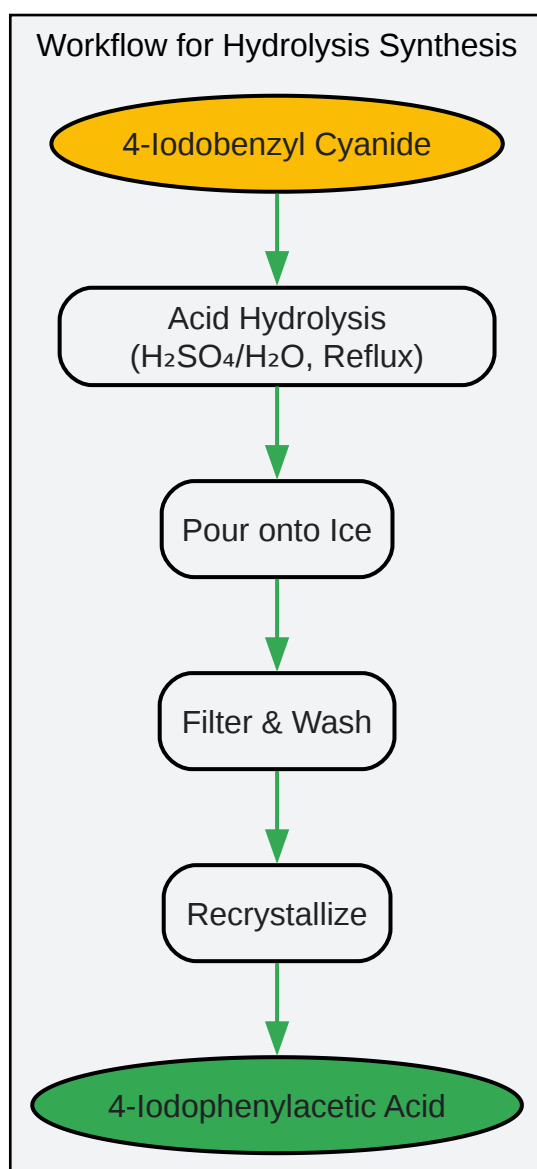 Workflow for Hydrolysis Synthesis
4-Iodobenzyl Cyanide
Acid Hydrolysis
(H₂SO₄/H₂O, Reflux)
Pour onto Ice
Filter & Wash
Recrystallize
4-Iodophenylacetic Acid